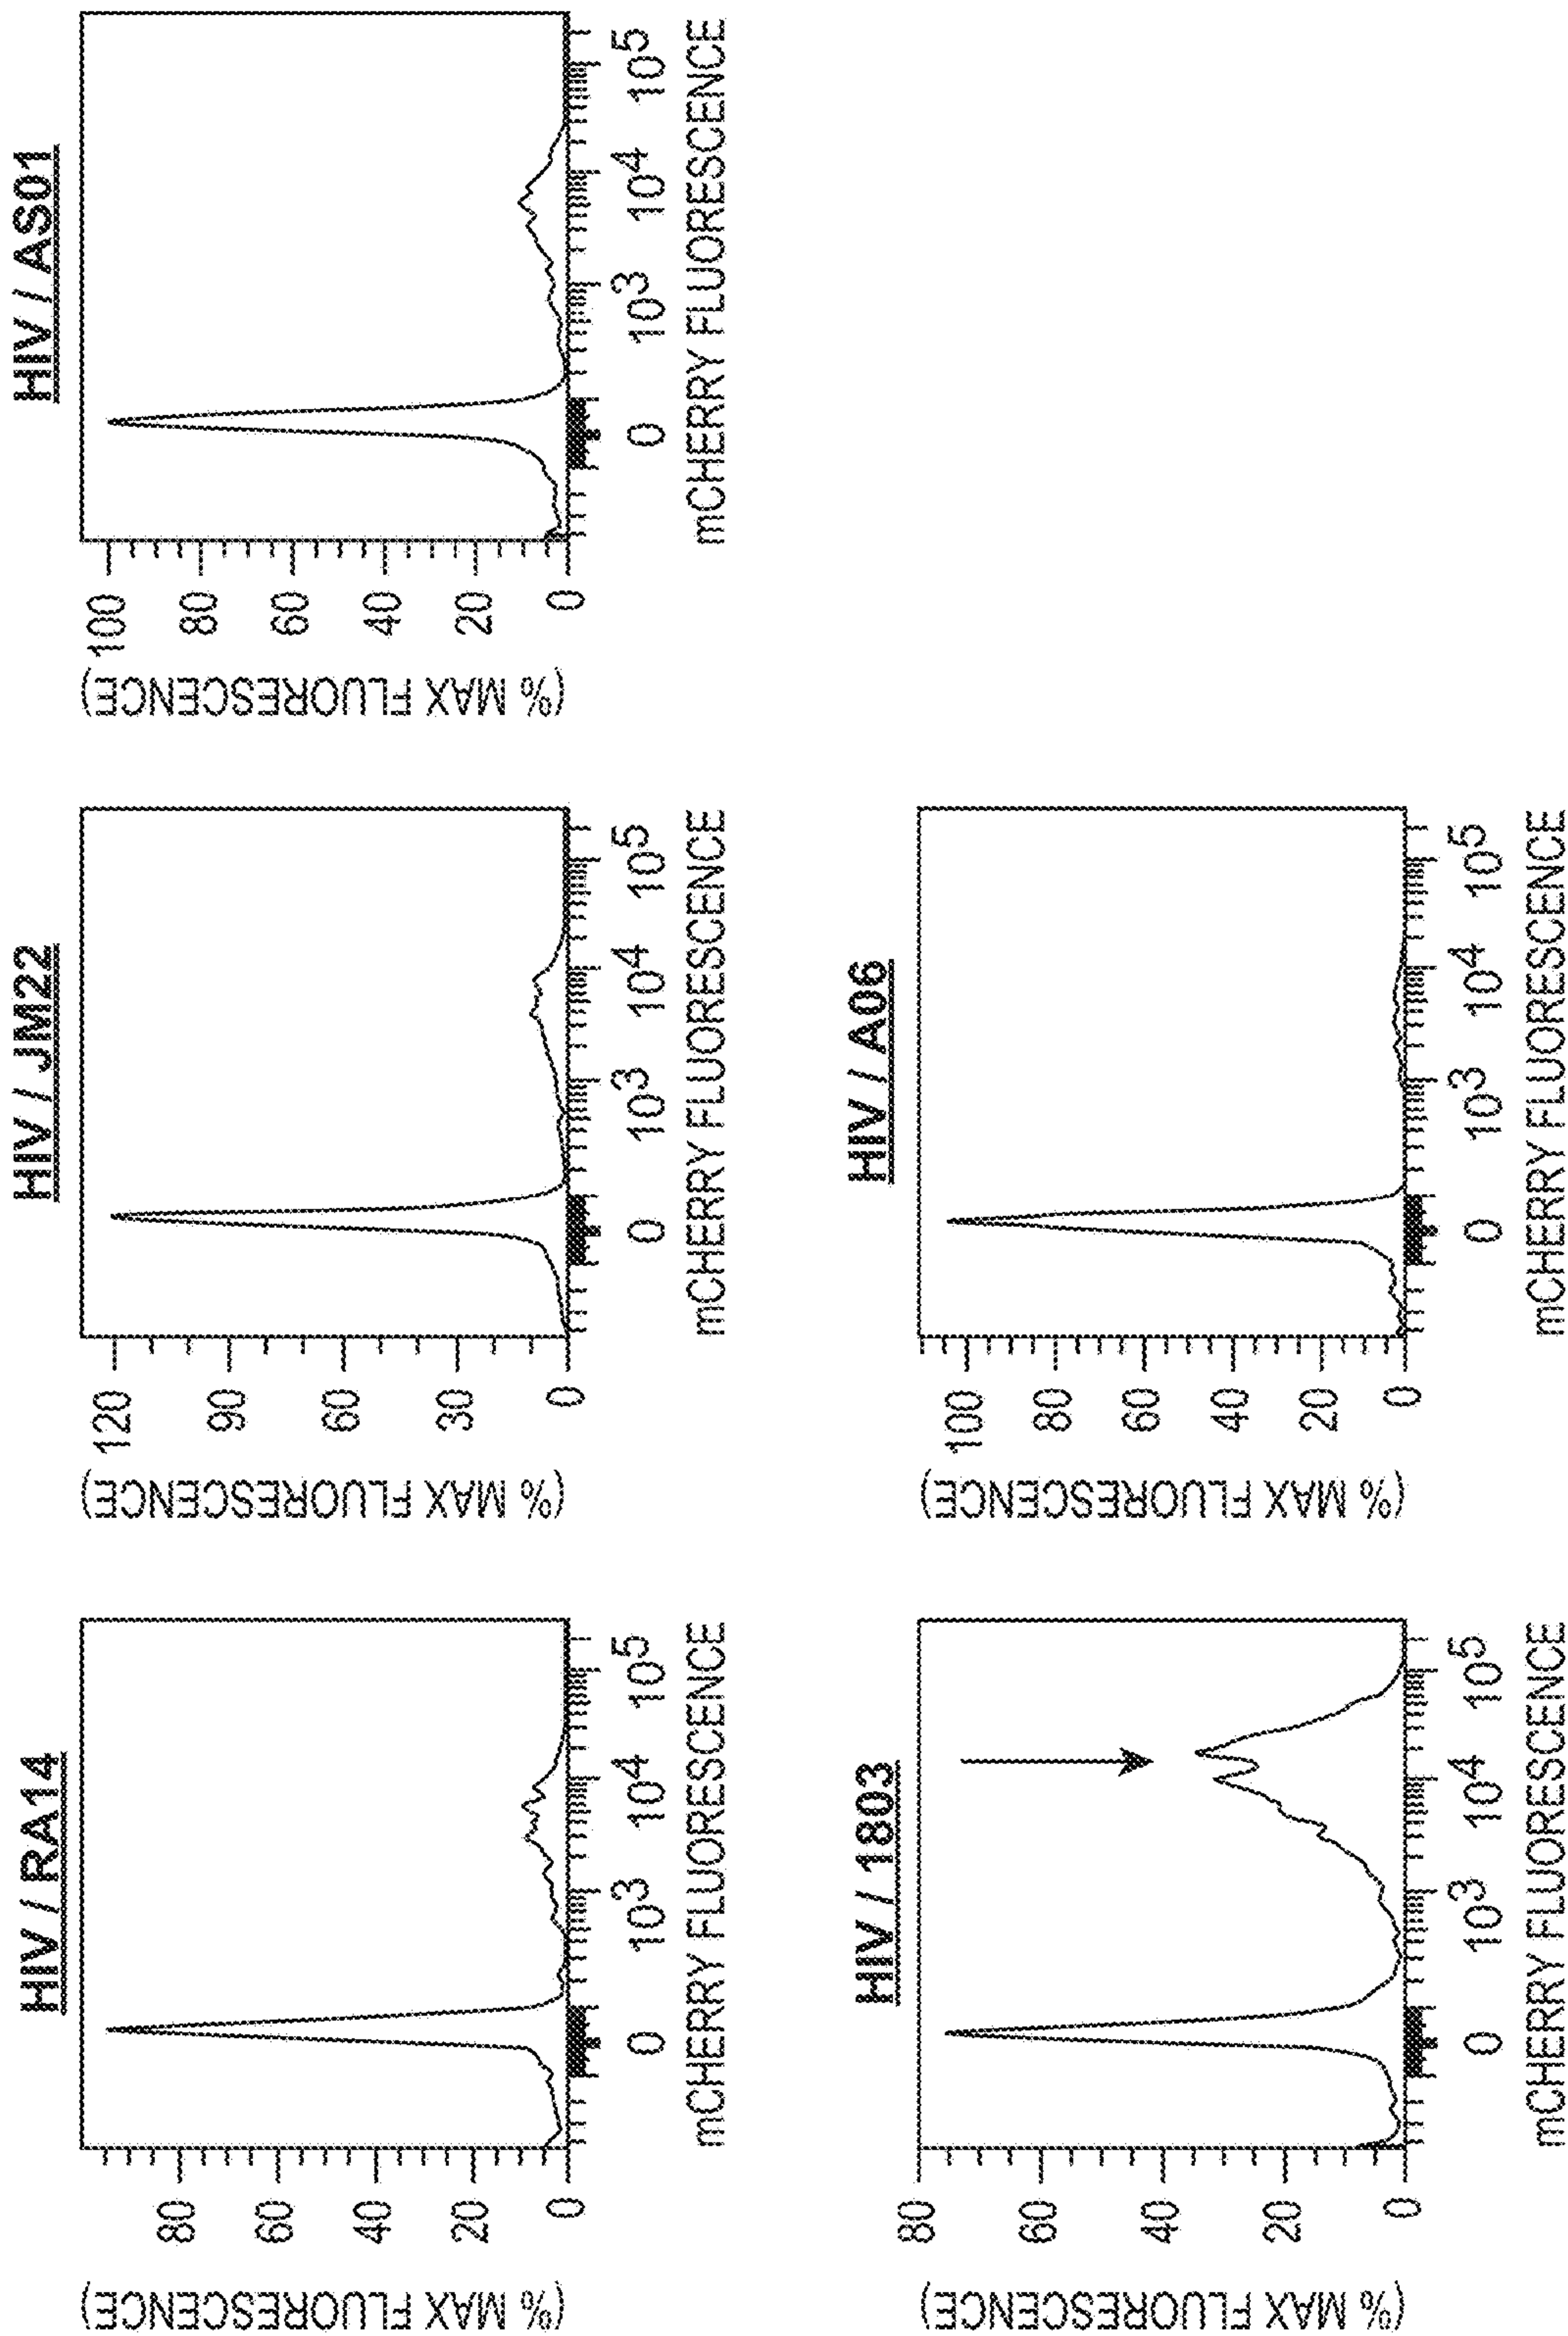 HIV / RA14
(% MAX FLUORESCENCE)
80
60
40
20
0
0 10³ 10⁴ 10⁵
mCHERRY FLUORESCENCE
HIV / JM22
(% MAX FLUORESCENCE)
120
90
60
30
0
0 10³ 10⁴ 10⁵
mCHERRY FLUORESCENCE
HIV / AS01
(% MAX FLUORESCENCE)
100
80
60
40
20
0
0 10³ 10⁴ 10⁵
mCHERRY FLUORESCENCE
HIV / 1803
(% MAX FLUORESCENCE)
80
60
40
20
0
0 10³ 10⁴ 10⁵
mCHERRY FLUORESCENCE
HIV / A06
(% MAX FLUORESCENCE)
100
80
60
40
20
0
0 10³ 10⁴ 10⁵
mCHERRY FLUORESCENCE